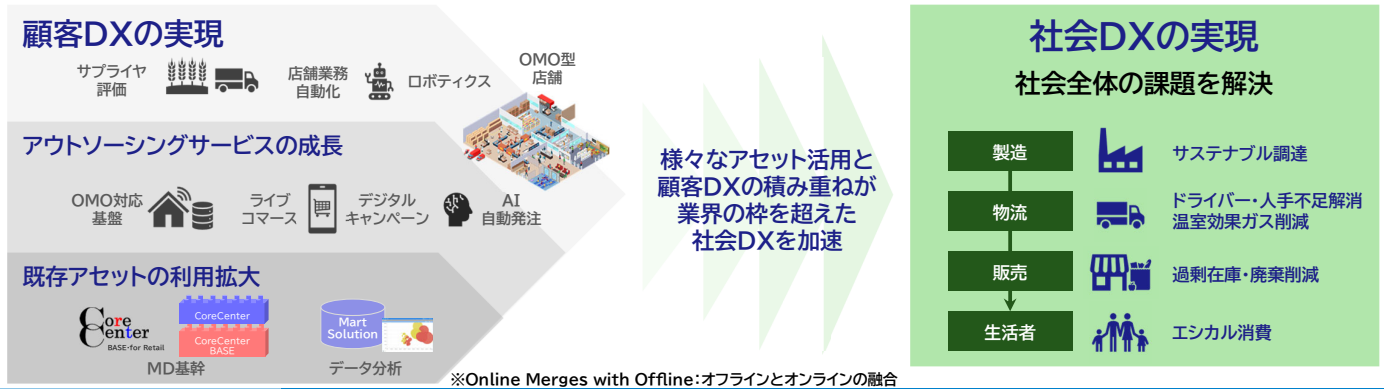 顧客DXの実現
サプライヤ
評価
店舗業務
自動化
ロボティクス
OMO型
店舗
アウトソーシングサービスの成長
OMO対応
基盤
ライブ
コマース
デジタル
キャンペーン
AI
自動発注
既存アセットの利用拡大
Core
Center
BASE-for Retail
CoreCenter
CoreCenter
BASE
MD基幹
Mart
Solution
データ分析
様々なアセット活用と
顧客DXの積み重ねが
業界の枠を超えた
社会DXを加速
社会DXの実現
社会全体の課題を解決
製造
サステナブル調達
物流
ドライバー・人手不足解消
温室効果ガス削減
販売
過剰在庫・廃棄削減
生活者
エシカル消費
※Online Merges with Offline：オフラインとオンラインの融合